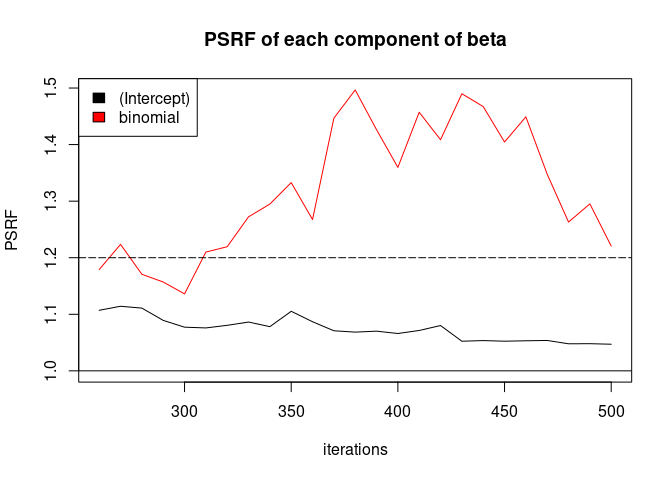 PSRF of each component of beta
(Intercept)
binomial
PSRF
1.5
1.4
1.3
1.2
1.1
1.0
300 350 400 450 500
iterations